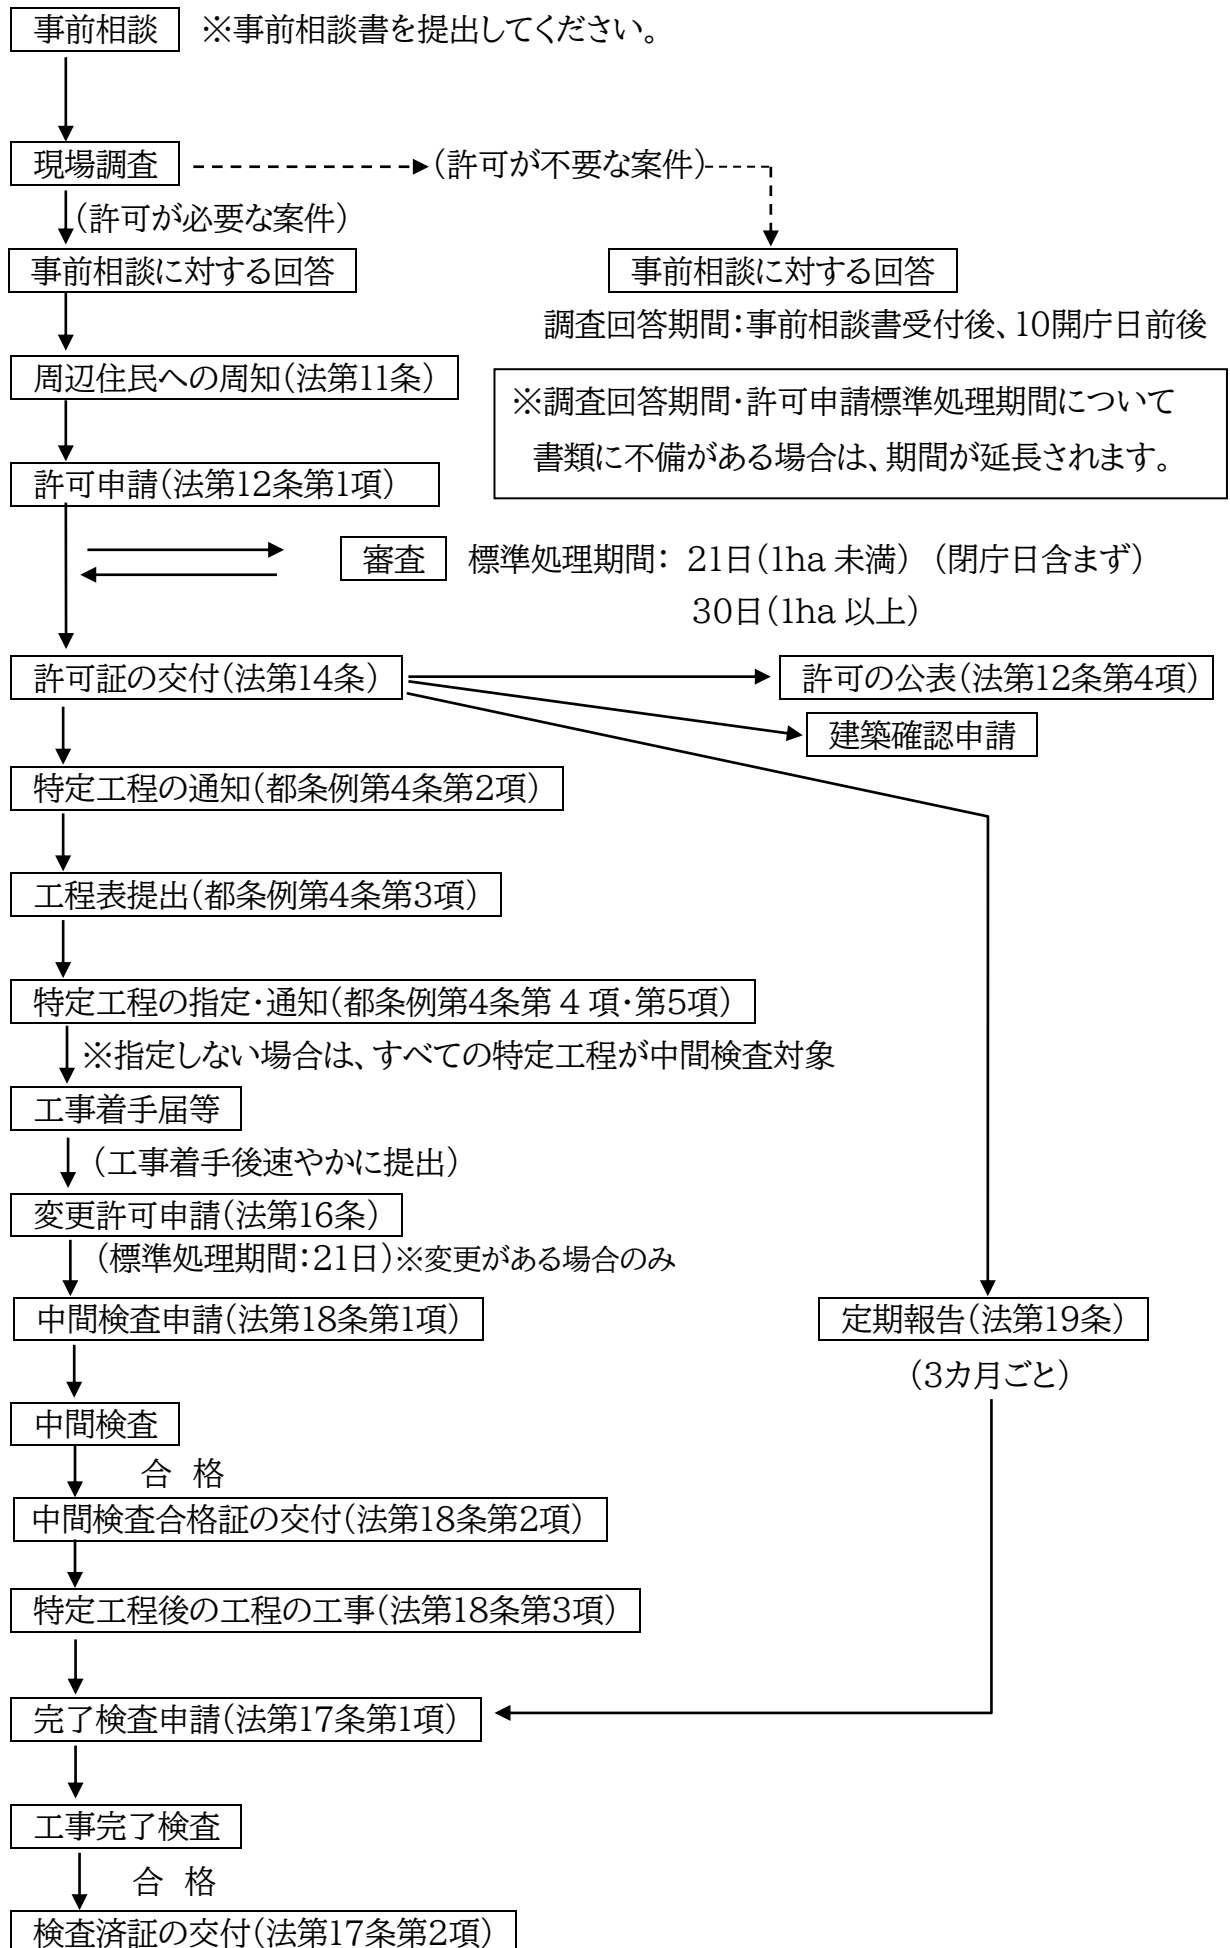 事前相談 ※事前相談書を提出してください。
現場調査 (許可が不要な案件)
(許可が必要な案件)
事前相談に対する回答 事前相談に対する回答
調査回答期間:事前相談書受付後、10開庁日前後
周辺住民への周知(法第11条)
※調査回答期間・許可申請標準処理期間について
書類に不備がある場合は、期間が延長されます。
許可申請(法第12条第1項)
審査 標準処理期間: 21日(1ha 未満) (閉庁日含まず)
30日(1ha 以上)
許可証の交付(法第14条) 許可の公表(法第12条第4項)
建築確認申請
特定工程の通知(都条例第4条第2項)
工程表提出(都条例第4条第3項)
特定工程の指定・通知(都条例第4条第 4 項・第5項)
※指定しない場合は、すべての特定工程が中間検査対象
工事着手届等
(工事着手後速やかに提出)
変更許可申請(法第16条)
(標準処理期間:21日)※変更がある場合のみ
中間検査申請(法第18条第1項) 定期報告(法第19条)
(3カ月ごと)
中間検査
合 格
中間検査合格証の交付(法第18条第2項)
特定工程後の工程の工事(法第18条第3項)
完了検査申請(法第17条第1項)
工事完了検査
合 格
検査済証の交付(法第17条第2項)